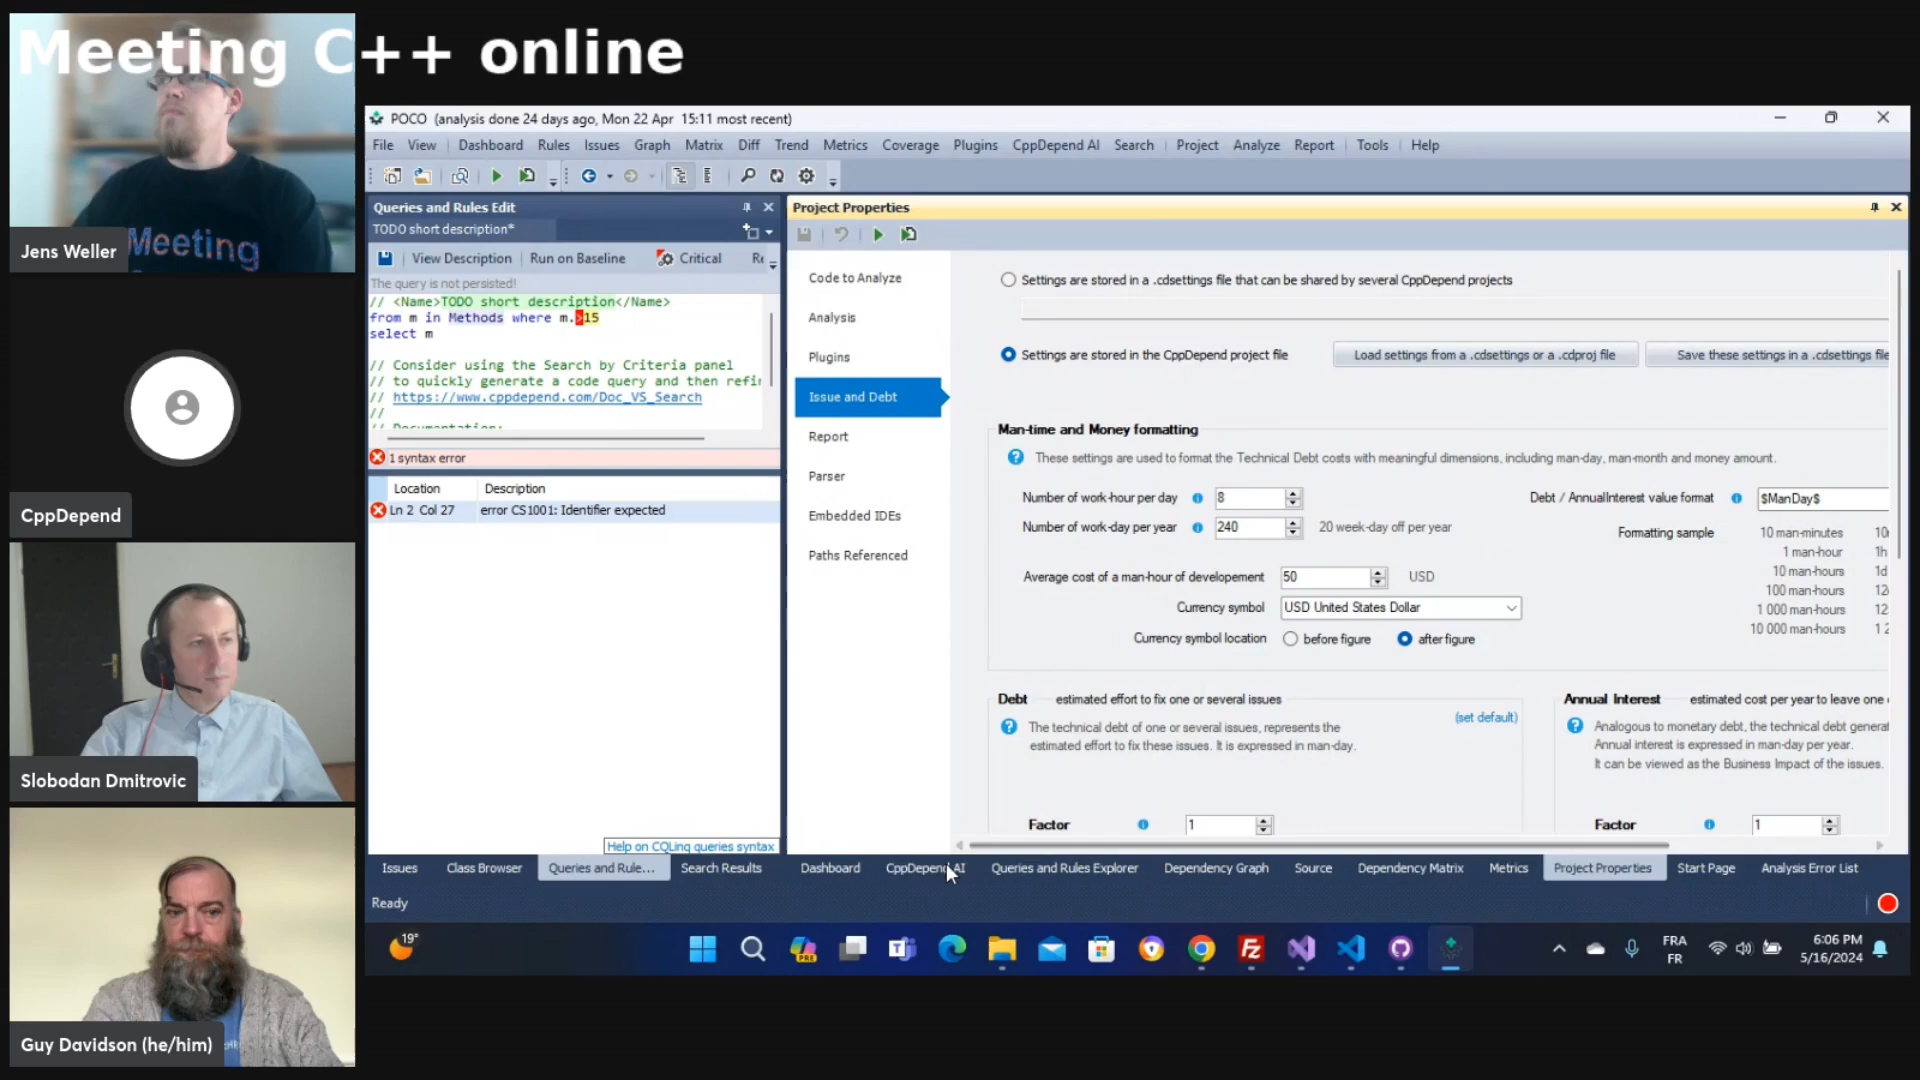 Meeting C++ online
Jens Weller
Meeting
CppDepend
Slobodan Dmitrovic
Guy Davidson (he/him)
POCO (analysis done 24 days ago, Mon 22 Apr 15:11 most recent)
File View Dashboard Rules Issues Graph Matrix Diff Trend Metrics Coverage Plugins CppDepend AI Search Project Analyze Report Tools Help
Queries and Rules Edit
TODO short description*
View Description Run on Baseline Critical Re
The query is not persisted!
// <Name>TODO short description</Name>
from m in Methods where m.>15
select m
// Consider using the Search by Criteria panel
// to quickly generate a code query and then refi
// https://www.cppdepend.com/Doc_VS_Search
//
// Documentation:
1 syntax error
Location Description
Ln 2 Col 27 error CS1001: Identifier expected
Help on CQLinq queries syntax
Issues Class Browser Queries and Rule... Search Results
Project Properties
Code to Analyze
Analysis
Plugins
Issue and Debt
Report
Parser
Embedded IDEs
Paths Referenced
Settings are stored in a .cdsettings file that can be shared by several CppDepend projects
Settings are stored in the CppDepend project file
Load settings from a .cdsettings or a .cdproj file
Save these settings in a .cdsettings file
Man-time and Money formatting
These settings are used to format the Technical Debt costs with meaningful dimensions, including man-day, man-month and money amount.
Number of work-hour per day 8
Number of work-day per year 240 20 week-day off per year
Debt / AnnualInterest value format $ManDay$
Formatting sample 10 man-minutes 10
1 man-hour 1h
10 man-hours 1d
100 man-hours 12
1 000 man-hours 12
10 000 man-hours 1 2
Average cost of a man-hour of developement 50 USD
Currency symbol USD United States Dollar
Currency symbol location before figure after figure
Debt estimated effort to fix one or several issues
(set default)
The technical debt of one or several issues, represents the
estimated effort to fix these issues. It is expressed in man-day.
Factor 1
Annual Interest estimated cost per year to leave one
Analogous to monetary debt, the technical debt generat
Annual interest is expressed in man-day per year.
It can be viewed as the Business Impact of the issues.
Factor 1
Dashboard CppDepend AI Queries and Rules Explorer Dependency Graph Source Dependency Matrix Metrics Project Properties Start Page Analysis Error List
Ready
19°
PRE
FRA
FR
6:06 PM
5/16/2024